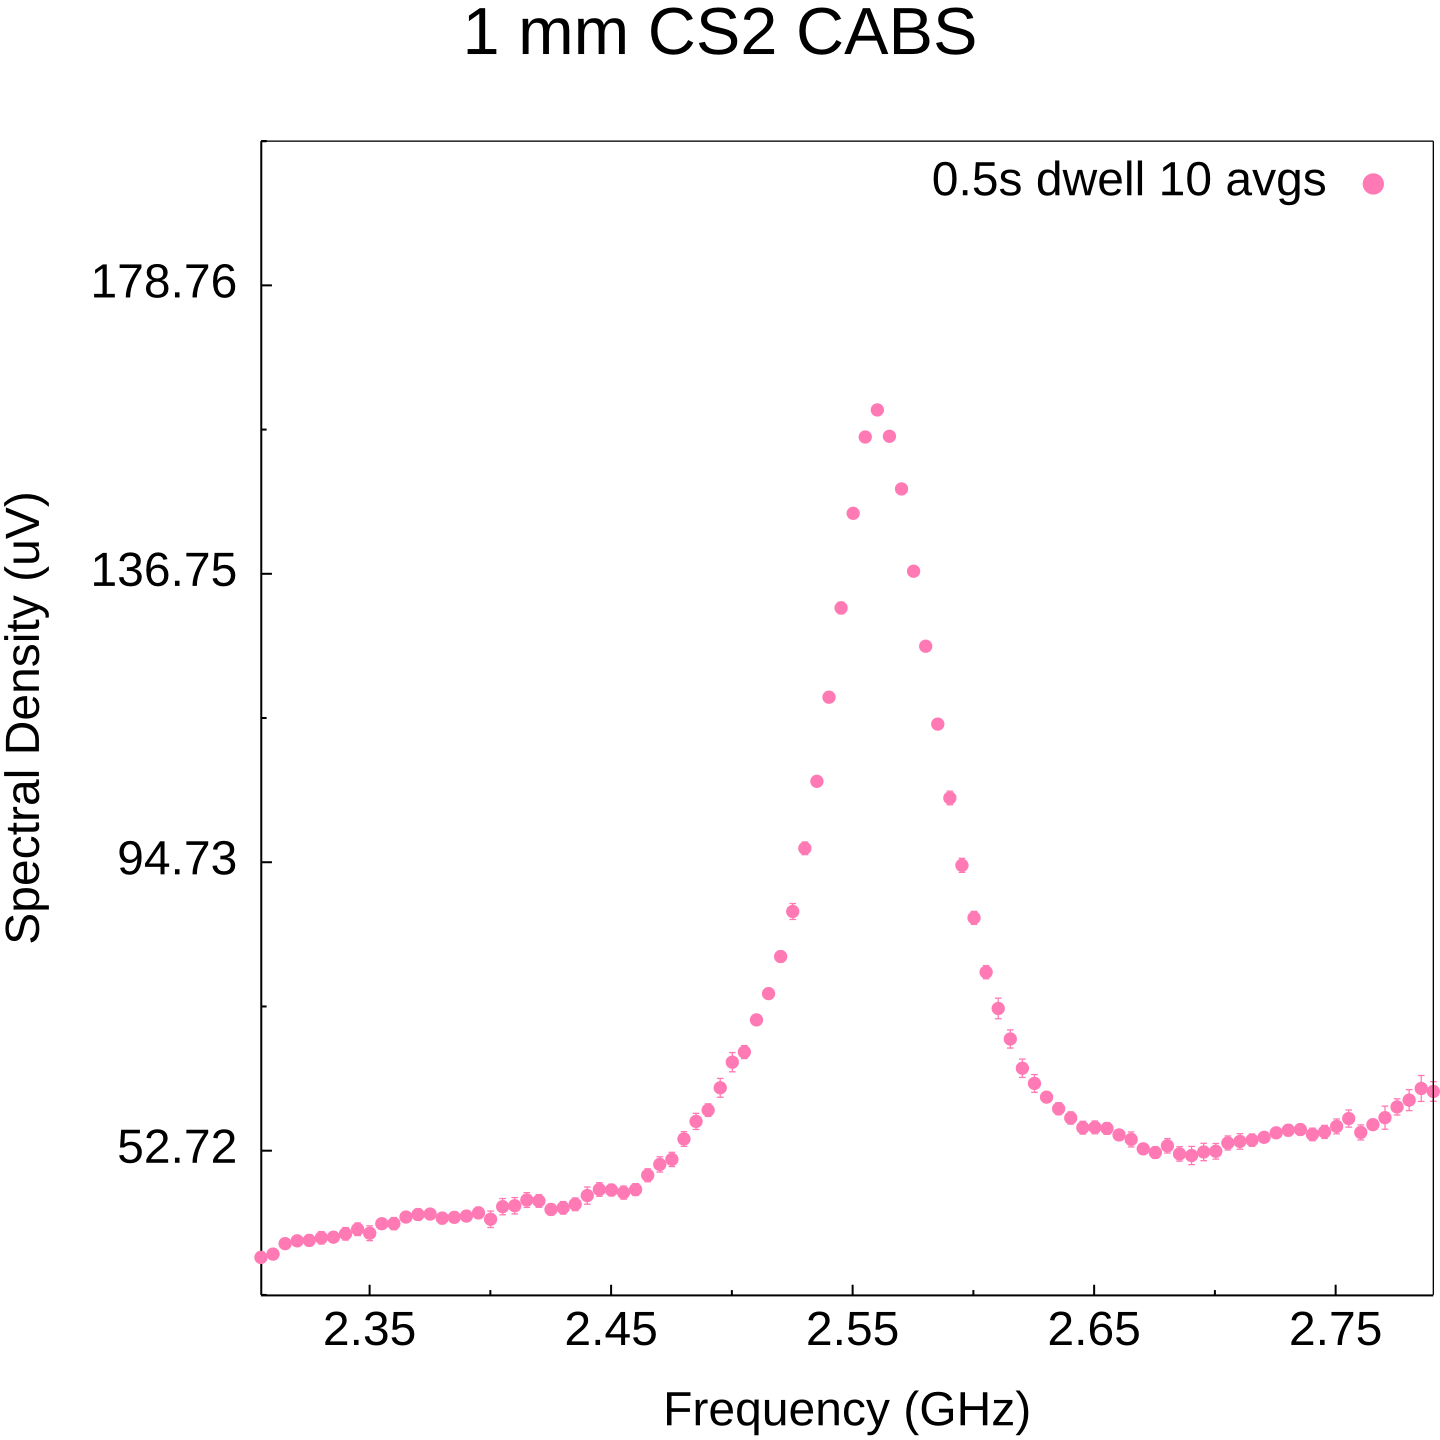 1 mm CS2 CABS
0.5s dwell 10 avgs
178.76
136.75
94.73
52.72
Spectral Density (uV)
2.35 2.45 2.55 2.65 2.75
Frequency (GHz)